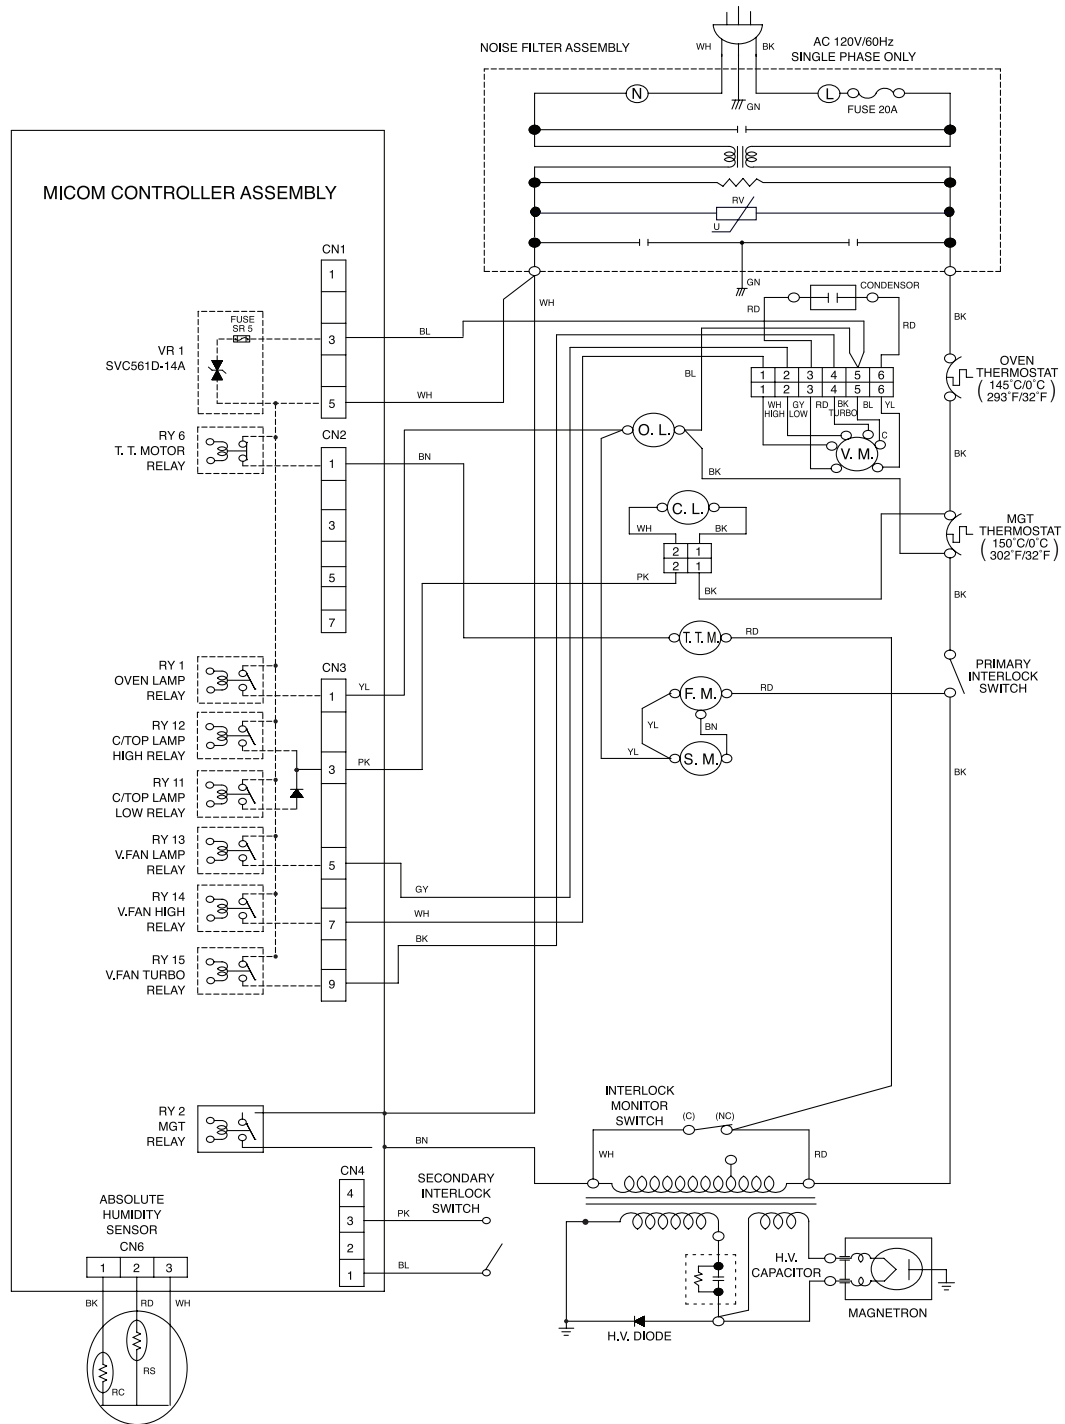 WH
BK
NOISE FILTER ASSEMBLY
AC 120V/60Hz
SINGLE PHASE ONLY
N
L
GN
FUSE 20A
MICOM CONTROLLER ASSEMBLY
RV
U
GN
CN1
1
3
5
WH
CONDENSOR
RD
RD
BK
FUSE
SR 5
VR 1
SVC561D-14A
BL
BL
WH
1 2 3 4 5 6
1 2 3 4 5 6
WH
HIGH
GY
LOW
RD
BK
TURBO
BL
YL
C
V. M.
OVEN
THERMOSTAT
( 145°C/0°C )
293°F/32°F
RY 6
T. T. MOTOR
RELAY
CN2
1
3
5
7
BN
O. L.
BK
BK
C. L.
WH
BK
2 1
2 1
PK
BK
MGT
THERMOSTAT
( 150°C/0°C )
302°F/32°F
BK
T. T. M.
RD
PRIMARY
INTERLOCK
SWITCH
F. M.
RD
YL
BN
YL
S. M.
BK
RY 1
OVEN LAMP
RELAY
CN3
1
3
5
7
9
YL
RY 12
C/TOP LAMP
HIGH RELAY
PK
RY 11
C/TOP LAMP
LOW RELAY
RY 13
V.FAN LAMP
RELAY
GY
RY 14
V.FAN HIGH
RELAY
WH
BK
RY 15
V.FAN TURBO
RELAY
RY 2
MGT
RELAY
BN
INTERLOCK
MONITOR
SWITCH
(C)
(NC)
WH
RD
CN4
4
3
2
1
SECONDARY
INTERLOCK
SWITCH
PK
BL
ABSOLUTE
HUMIDITY
SENSOR
CN6
1 2 3
BK
RD
WH
RS
RC
H.V.
CAPACITOR
MAGNETRON
H.V. DIODE